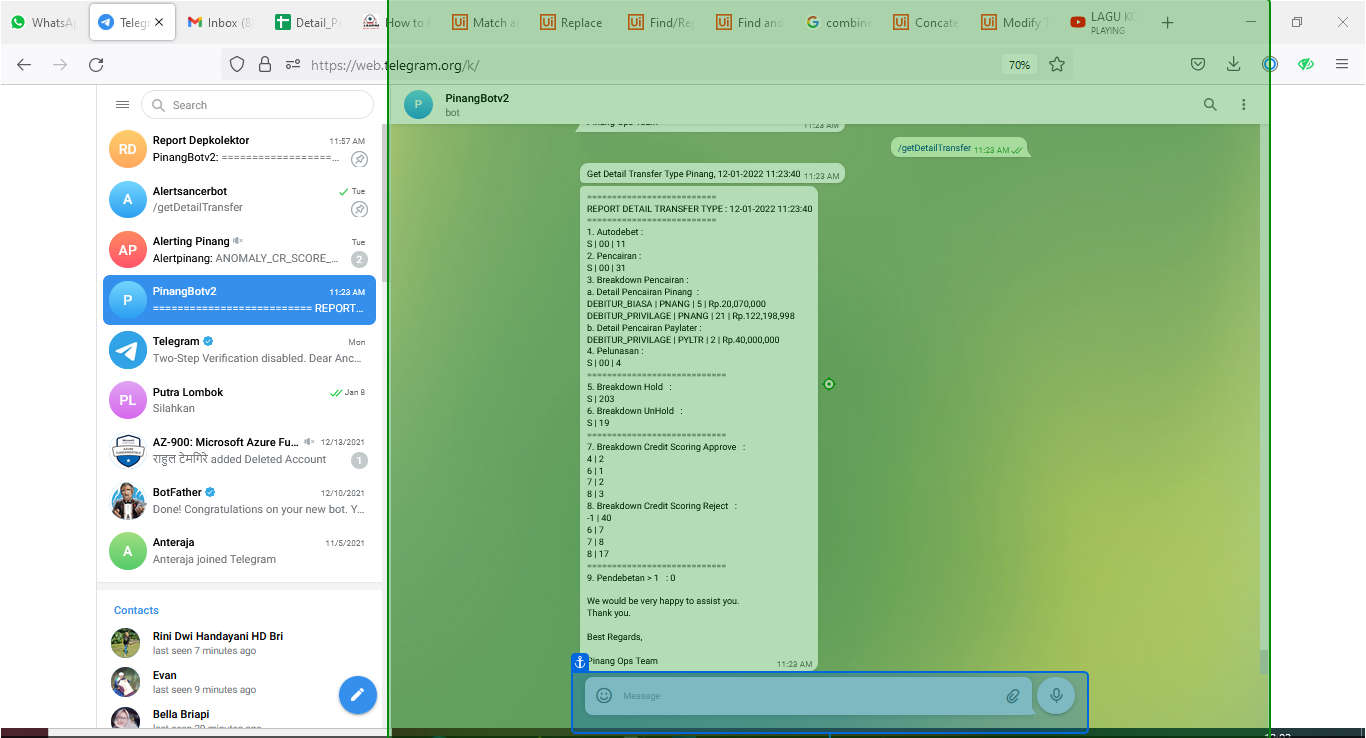 WhatsA
Teleg
Inbox (8
Detail_Pe
How to
Match a
Replace
Find/Re
Find and
combine
Concate
Modify T
LAGU KO
PLAYING
https://web.telegram.org/k/
70%
Search
Report Depkolektor
11:57 AM
PinangBotv2: ===================...
Alertsancerbot
Tue
/getDetailTransfer
Alerting Pinang
Tue
Alertpinang: ANOMALY_CR_SCORE_...
2
PinangBotv2
11:23 AM
========================== REPORT...
Telegram
Mon
Two-Step Verification disabled. Dear Anc...
Putra Lombok
Jan 8
Silahkan
AZ-900: Microsoft Azure Fu...
12/13/2021
राहुल टेमगिरे added Deleted Account
1
BotFather
12/10/2021
Done! Congratulations on your new bot. Y...
Anteraja
11/5/2021
Anteraja joined Telegram
Contacts
Rini Dwi Handayani HD Bri
last seen 7 minutes ago
Evan
last seen 9 minutes ago
Bella Briapi
PinangBotv2
bot
Pinang Ops Team
11:23 AM
/getDetailTransfer 11:23 AM
Get Detail Transfer Type Pinang, 12-01-2022 11:23:40 11:23 AM
==========================
REPORT DETAIL TRANSFER TYPE : 12-01-2022 11:23:40
==========================
1. Autodebet :
S | 00 | 11
2. Pencairan :
S | 00 | 31
3. Breakdown Pencairan :
a. Detail Pencairan Pinang :
DEBITUR_BIASA | PNANG | 5 | Rp.20,070,000
DEBITUR_PRIVILAGE | PNANG | 21 | Rp.122,198,998
b. Detail Pencairan Paylater :
DEBITUR_PRIVILAGE | PYLTR | 2 | Rp.40,000,000
4. Pelunasan :
S | 00 | 4
============================
5. Breakdown Hold :
S | 203
6. Breakdown UnHold :
S | 19
============================
7. Breakdown Credit Scoring Approve :
4 | 2
6 | 1
7 | 2
8 | 3
8. Breakdown Credit Scoring Reject :
-1 | 40
6 | 7
7 | 8
8 | 17
============================
9. Pendebetan > 1 : 0
We would be very happy to assist you.
Thank you.
Best Regards,
Pinang Ops Team
11:23 AM
Message